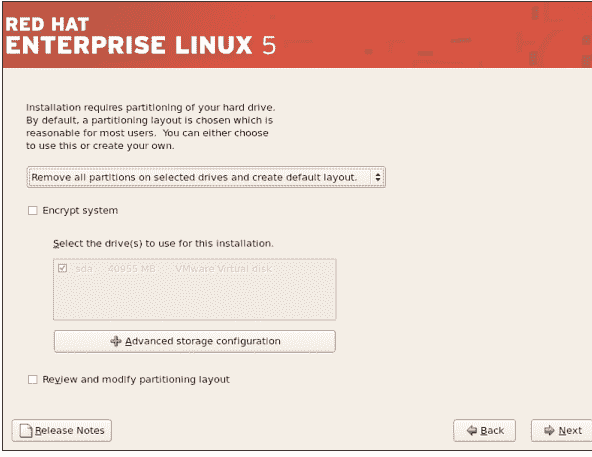 RED HAT
ENTERPRISE LINUX 5
Installation requires partitioning of your hard drive.
By default, a partitioning layout is chosen which is
reasonable for most users.  You can either choose
to use this or create your own.
Remove all partitions on selected drives and create default layout.
Encrypt system
Select the drive(s) to use for this installation.
sda 40955 MB VMware Virtual disk
Advanced storage configuration
Review and modify partitioning layout
Release Notes
Back
Next